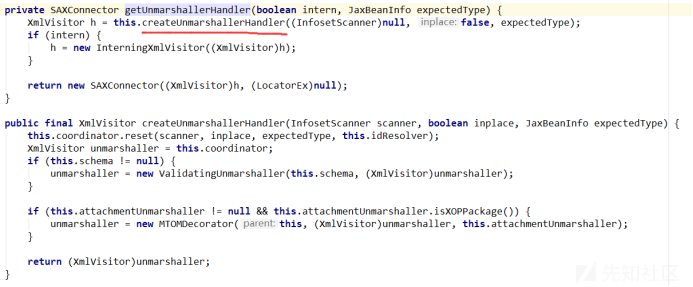 private SAXConnector getUnmarshallerHandler(boolean intern, JaxBeanInfo expectedType) {
    XmlVisitor h = this.createUnmarshallerHandler((InfosetScanner)null, inplace: false, expectedType);
    if (intern) {
        h = new InterningXmlVisitor((XmlVisitor)h);
    }

    return new SAXConnector((XmlVisitor)h, (LocatorEx)null);
}

public final XmlVisitor createUnmarshallerHandler(InfosetScanner scanner, boolean inplace, JaxBeanInfo expectedType) {
    this.coordinator.reset(scanner, inplace, expectedType, this.idResolver);
    XmlVisitor unmarshaller = this.coordinator;
    if (this.schema != null) {
        unmarshaller = new ValidatingUnmarshaller(this.schema, (XmlVisitor)unmarshaller);
    }

    if (this.attachmentUnmarshaller != null && this.attachmentUnmarshaller.isXOPPackage()) {
        unmarshaller = new MTOMDecorator( parent: this, (XmlVisitor)unmarshaller, this.attachmentUnmarshaller);
    }

    return (XmlVisitor)unmarshaller;
}
先知社区